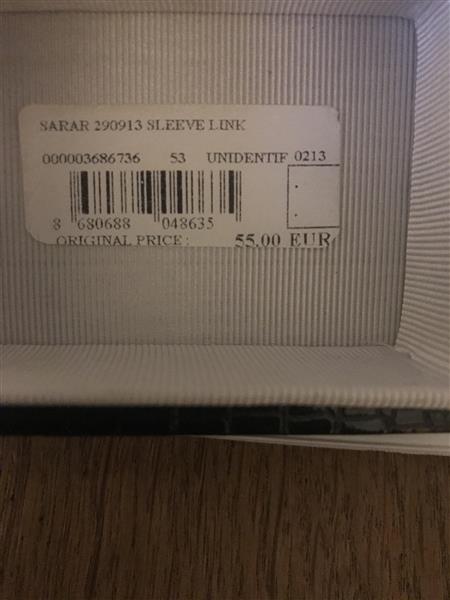 SARAR 290913 SLEEVE LINK
000003686736 53 UNIDENTIF 0213
8 680688 048635
ORIGINAL PRICE: 55.00 EUR